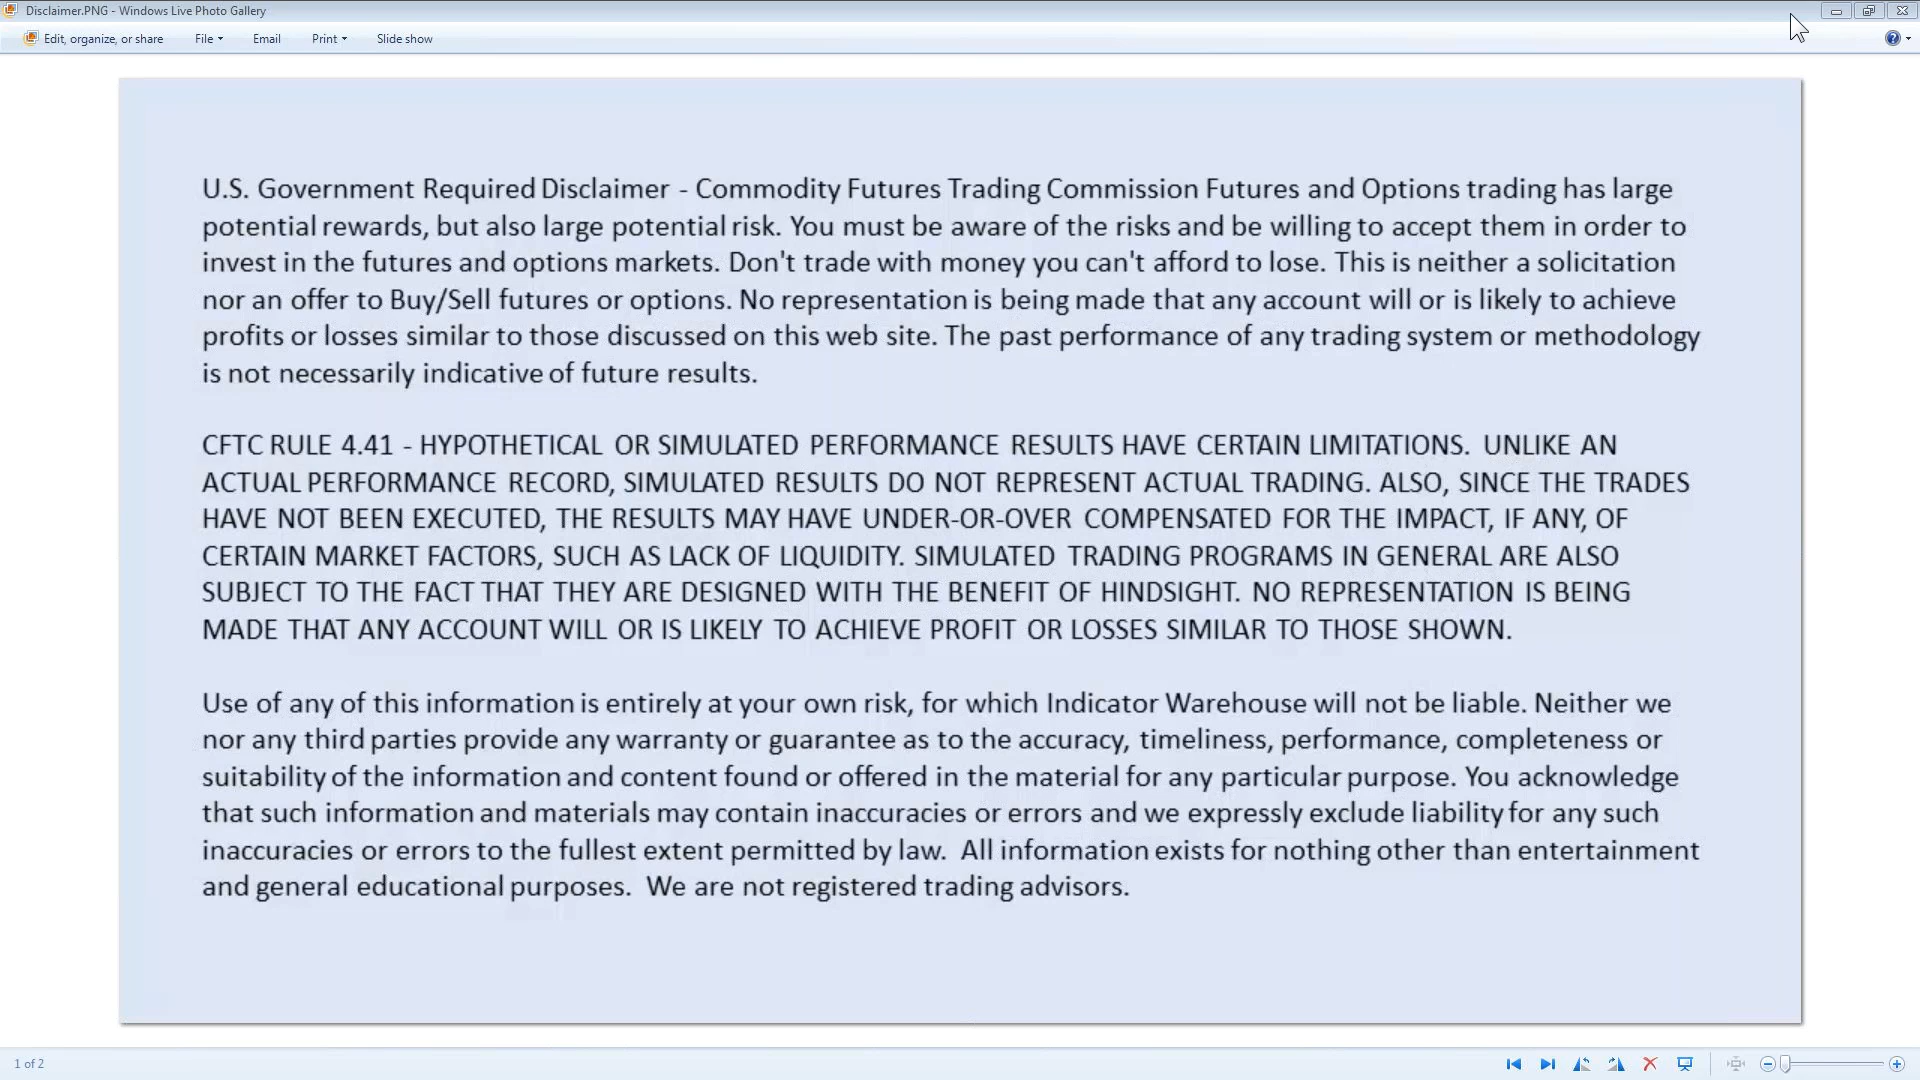 Disclaimer.PNG - Windows Live Photo Gallery
Edit, organize, or share File Email Print Slide show
U.S. Government Required Disclaimer - Commodity Futures Trading Commission Futures and Options trading has large
potential rewards, but also large potential risk. You must be aware of the risks and be willing to accept them in order to
invest in the futures and options markets. Don't trade with money you can't afford to lose. This is neither a solicitation
nor an offer to Buy/Sell futures or options. No representation is being made that any account will or is likely to achieve
profits or losses similar to those discussed on this web site. The past performance of any trading system or methodology
is not necessarily indicative of future results.
CFTC RULE 4.41 - HYPOTHETICAL OR SIMULATED PERFORMANCE RESULTS HAVE CERTAIN LIMITATIONS. UNLIKE AN
ACTUAL PERFORMANCE RECORD, SIMULATED RESULTS DO NOT REPRESENT ACTUAL TRADING. ALSO, SINCE THE TRADES
HAVE NOT BEEN EXECUTED, THE RESULTS MAY HAVE UNDER-OR-OVER COMPENSATED FOR THE IMPACT, IF ANY, OF
CERTAIN MARKET FACTORS, SUCH AS LACK OF LIQUIDITY. SIMULATED TRADING PROGRAMS IN GENERAL ARE ALSO
SUBJECT TO THE FACT THAT THEY ARE DESIGNED WITH THE BENEFIT OF HINDSIGHT. NO REPRESENTATION IS BEING
MADE THAT ANY ACCOUNT WILL OR IS LIKELY TO ACHIEVE PROFIT OR LOSSES SIMILAR TO THOSE SHOWN.
Use of any of this information is entirely at your own risk, for which Indicator Warehouse will not be liable. Neither we
nor any third parties provide any warranty or guarantee as to the accuracy, timeliness, performance, completeness or
suitability of the information and content found or offered in the material for any particular purpose. You acknowledge
that such information and materials may contain inaccuracies or errors and we expressly exclude liability for any such
inaccuracies or errors to the fullest extent permitted by law. All information exists for nothing other than entertainment
and general educational purposes. We are not registered trading advisors.
1 of 2